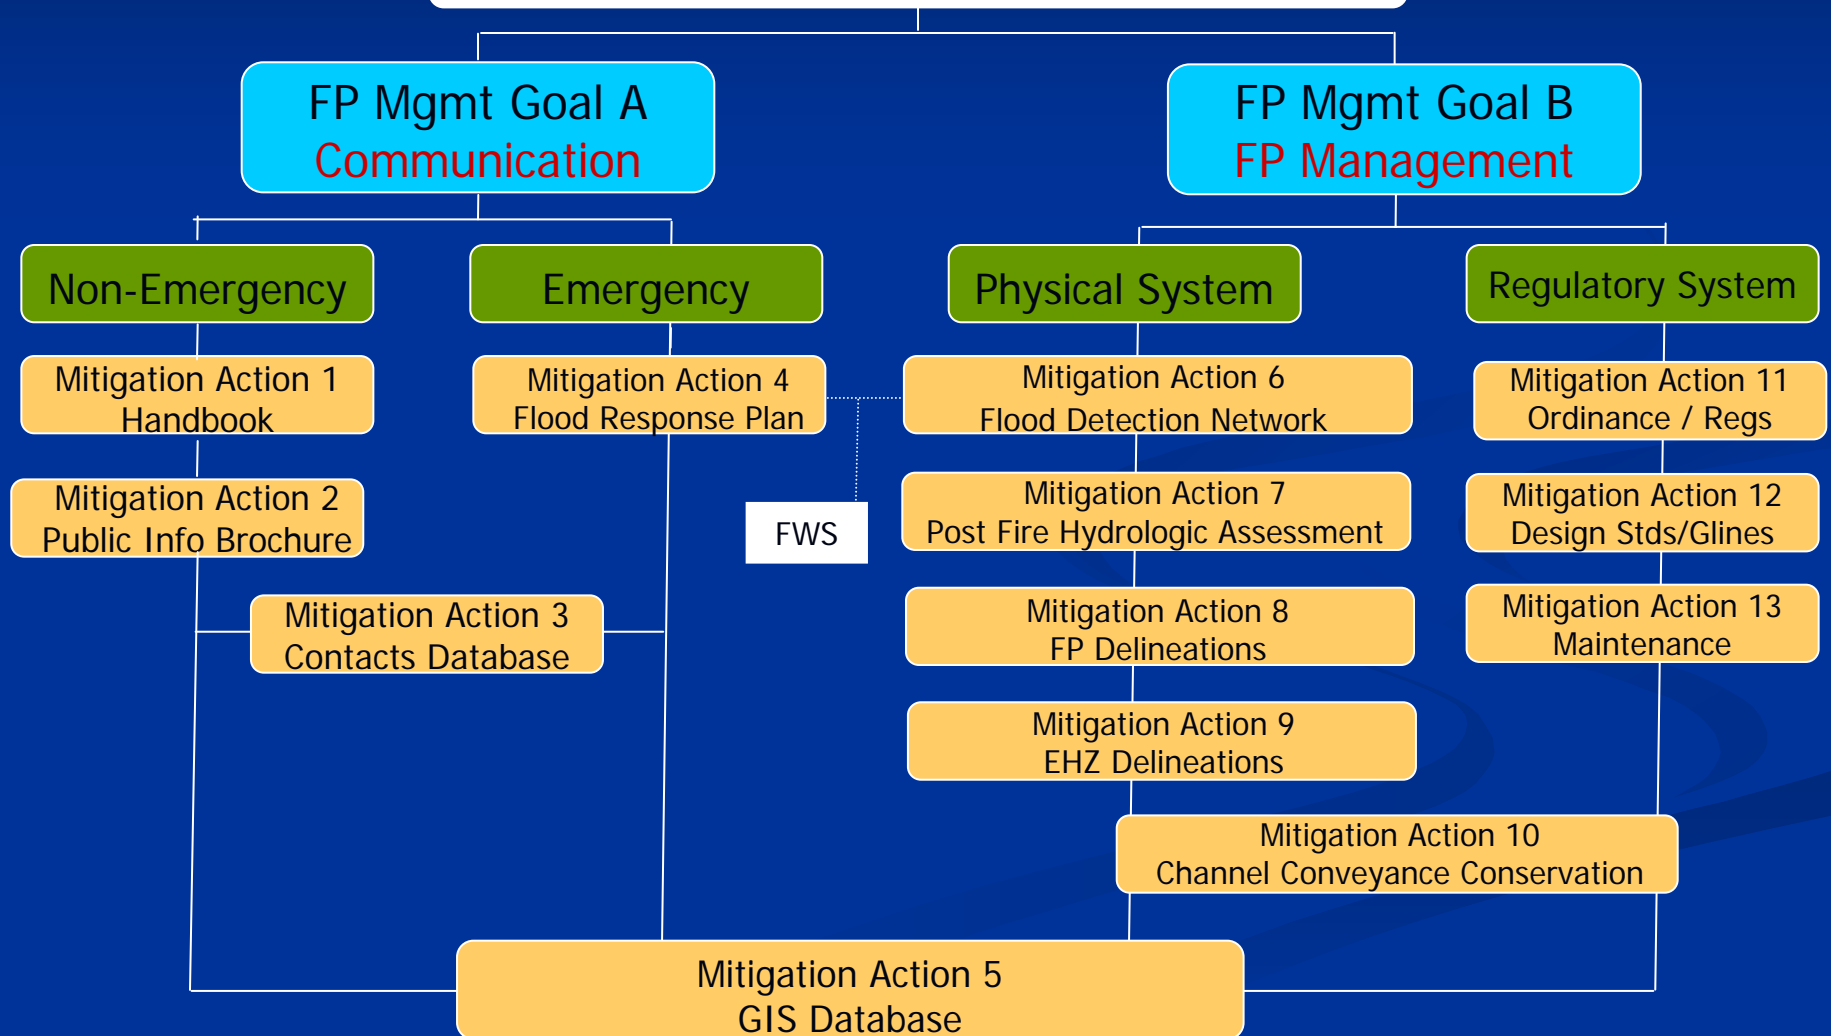 FP Mgmt Goal A
Communication
FP Mgmt Goal B
FP Management
Non-Emergency
Emergency
Physical System
Regulatory System
Mitigation Action 1
Handbook
Mitigation Action 4
Flood Response Plan
Mitigation Action 6
Flood Detection Network
Mitigation Action 11
Ordinance / Regs
Mitigation Action 2
Public Info Brochure
FWS
Mitigation Action 7
Post Fire Hydrologic Assessment
Mitigation Action 12
Design Stds/Glines
Mitigation Action 3
Contacts Database
Mitigation Action 8
FP Delineations
Mitigation Action 13
Maintenance
Mitigation Action 9
EHZ Delineations
Mitigation Action 10
Channel Conveyance Conservation
Mitigation Action 5
GIS Database